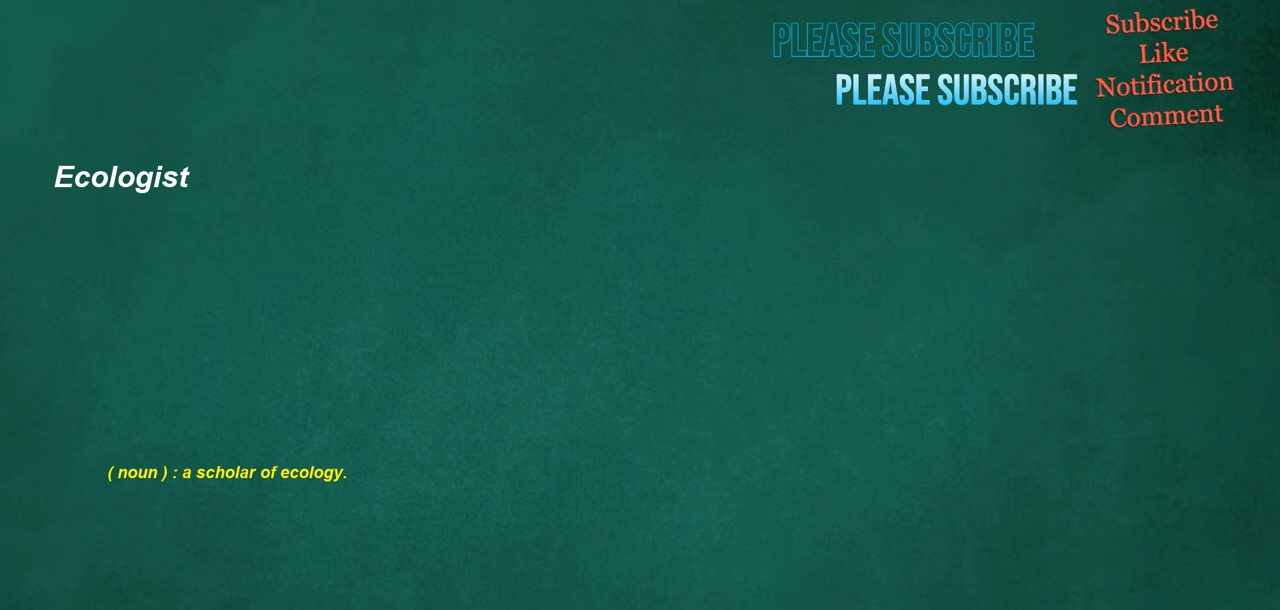 PLEASE SUBSCRIBE
PLEASE SUBSCRIBE
Subscribe
Like
Notification
Comment
Ecologist
( noun ) : a scholar of ecology.